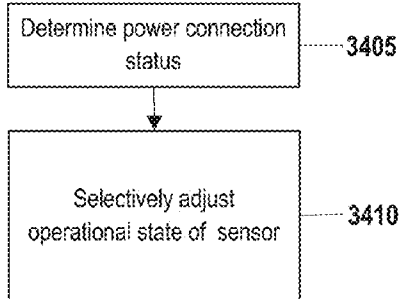 Determine power connection
status
3405
Selectively adjust
operational state of sensor
3410